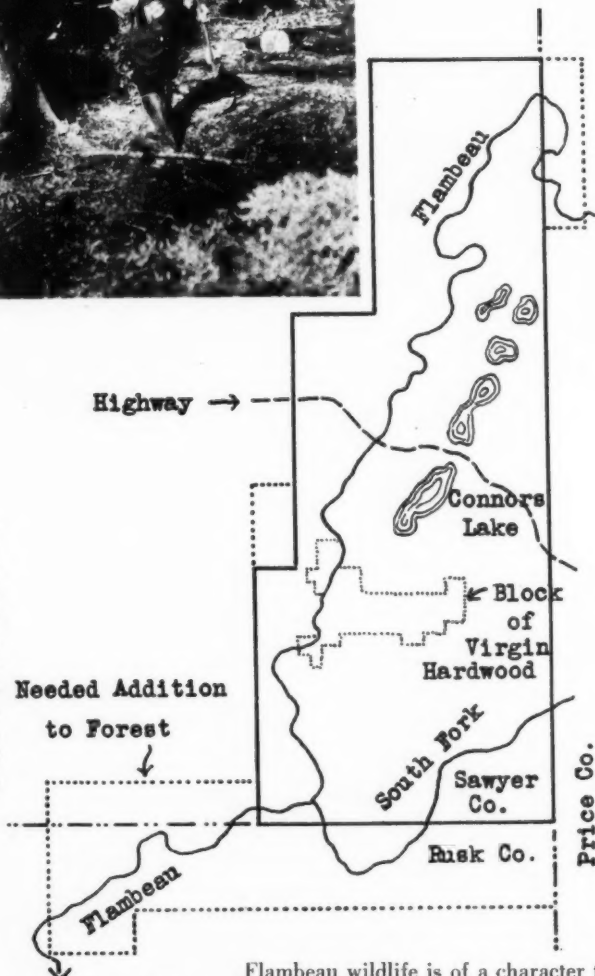 Flambeau
Highway →
Connors
Lake
Block
of
Virgin
Hardwood
Needed Addition
to Forest
South Fork
Sawyer
Co.
Price Co.
Rusk Co.
Flambeau
Flambeau wildlife is of a character